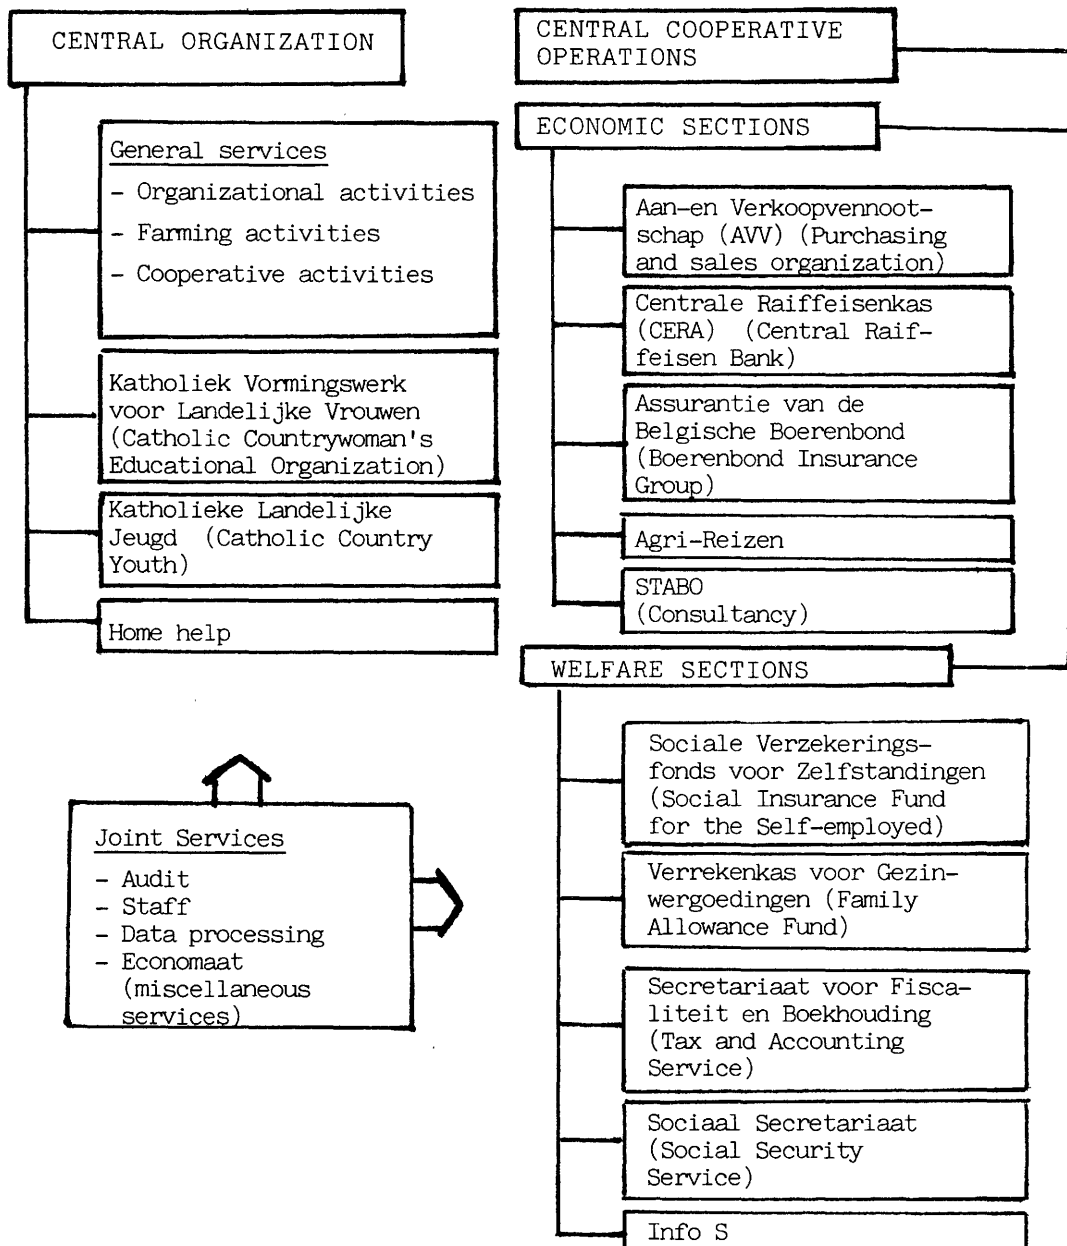 CENTRAL ORGANIZATION
General services
- Organizational activities
- Farming activities
- Cooperative activities
Katholiek Vormingswerk
voor Landelijke Vrouwen
(Catholic Countrywoman's
Educational Organization)
Katholieke Landelijke
Jeugd (Catholic Country
Youth)
Home help
Joint Services
- Audit
- Staff
- Data processing
- Economaat
(miscellaneous
services)
CENTRAL COOPERATIVE
OPERATIONS
ECONOMIC SECTIONS
Aan-en Verkoopvennoot-
schap (AVV) (Purchasing
and sales organization)
Centrale Raiffeisenkas
(CERA) (Central Raif-
feisen Bank)
Assurantie van de
Belgische Boerenbond
(Boerenbond Insurance
Group)
Agri-Reizen
STABO
(Consultancy)
WELFARE SECTIONS
Sociale Verzekerings-
fonds voor Zelfstandingen
(Social Insurance Fund
for the Self-employed)
Verrekenkas voor Gezin-
wergoedingen (Family
Allowance Fund)
Secretariaat voor Fisca-
liteit en Boekhouding
(Tax and Accounting
Service)
Sociaal Secretariaat
(Social Security
Service)
Info S